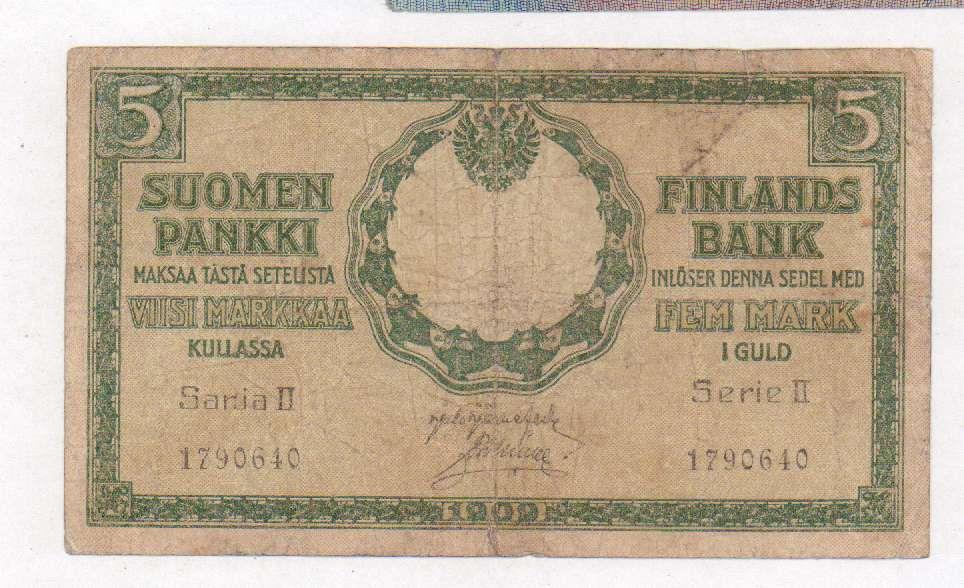 5
5
SUOMEN
PANKKI
MAKSAA TÄSTÄ SETELISTÄ
VIISI MARKKAA
KULLASSA
Sarja II
1790640
FINLANDS
BANK
INLÖSER DENNA SEDEL MED
FEM MARK
I GULD
Serie II
1790640
1909